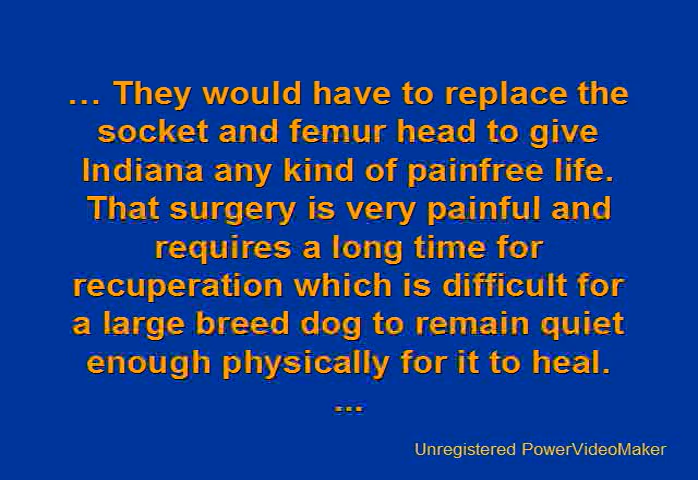 … They would have to replace the
socket and femur head to give
Indiana any kind of painfree life.
That surgery is very painful and
requires a long time for
recuperation which is difficult for
a large breed dog to remain quiet
enough physically for it to heal.
...
Unregistered PowerVideoMaker